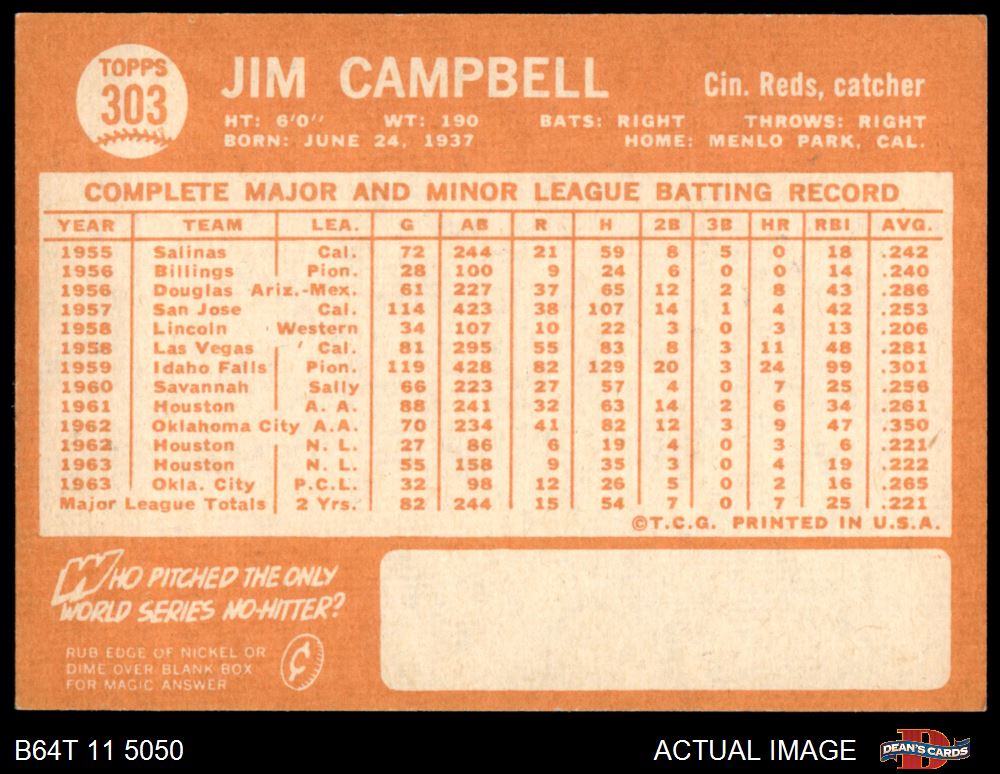 TOPPS
303
JIM CAMPBELL
Cin. Reds, catcher
HT: 6'0" WT: 190 BATS: RIGHT THROWS: RIGHT
BORN: JUNE 24, 1937 HOME: MENLO PARK, CAL.
COMPLETE MAJOR AND MINOR LEAGUE BATTING RECORD
YEAR TEAM LEA. G AB R H 2B 3B HR RBI AVG.
1955 Salinas Cal. 72 244 21 59 8 5 0 18 .242
1956 Billings Pion. 28 100 9 24 6 0 0 14 .240
1956 Douglas Ariz.-Mex. 61 227 37 65 12 2 8 43 .286
1957 San Jose Cal. 114 423 38 107 14 1 4 42 .253
1958 Lincoln Western 34 107 10 22 3 0 3 13 .206
1958 Las Vegas Cal. 81 295 55 83 8 3 11 48 .281
1959 Idaho Falls Pion. 119 428 82 129 20 3 24 99 .301
1960 Savannah Sally 66 223 27 57 4 0 7 25 .256
1961 Houston A. A. 88 241 32 63 14 2 6 34 .261
1962 Oklahoma City A.A. 70 234 41 82 12 3 9 47 .350
1962 Houston N. L. 27 86 6 19 4 0 3 6 .221
1963 Houston N. L. 55 158 9 35 3 0 4 19 .222
1963 Okla. City P.C.L. 32 98 12 26 5 0 2 16 .265
Major League Totals 2 Yrs. 82 244 15 54 7 0 7 25 .221
©T.C.G. PRINTED IN U.S.A.
WHO PITCHED THE ONLY
WORLD SERIES NO-HITTER?
RUB EDGE OF NICKEL OR
DIME OVER BLANK BOX
FOR MAGIC ANSWER
B64T 11 5050
ACTUAL IMAGE
DEAN'S CARDS